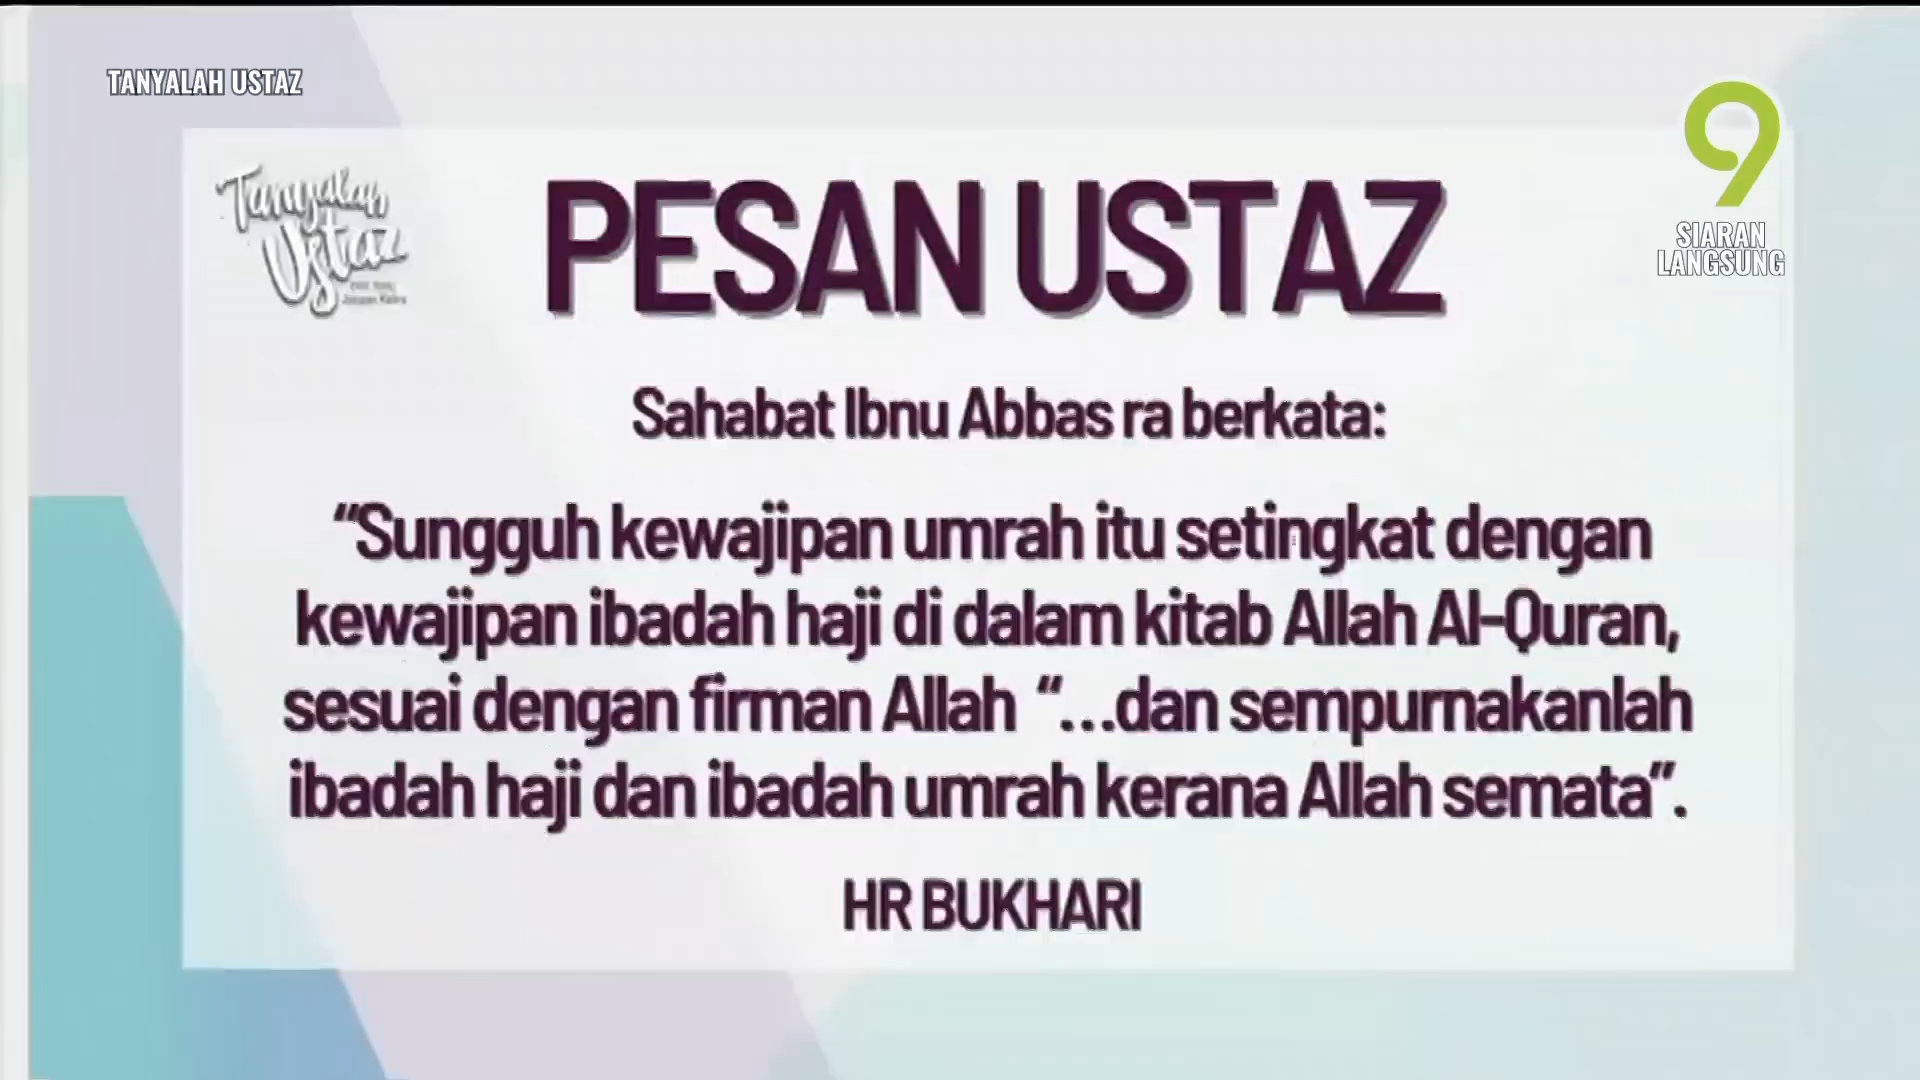 TANYALAH USTAZ
9
SIARAN
LANGSUNG
Tanyalah
Ustaz
PESAN USTAZ
Sahabat Ibnu Abbas ra berkata:
“Sungguh kewajipan umrah itu setingkat dengan
kewajipan ibadah haji di dalam kitab Allah Al-Quran,
sesuai dengan firman Allah “...dan sempurnakanlah
ibadah haji dan ibadah umrah kerana Allah semata”.
HR BUKHARI